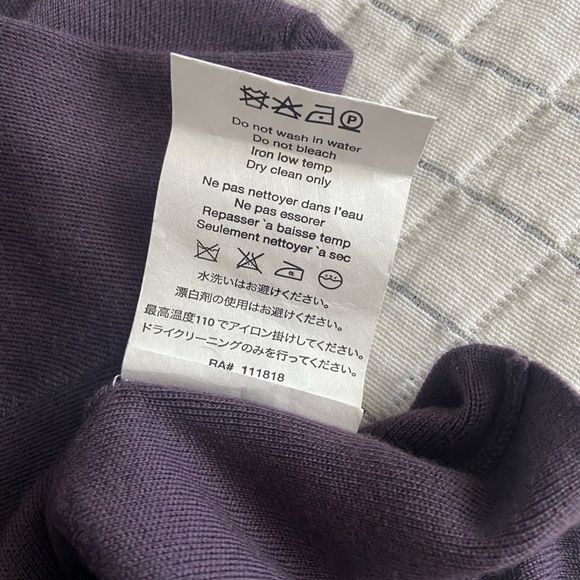 P
Do not wash in water
Do not bleach
Iron low temp
Dry clean only
Ne pas nettoyer dans l'eau
Ne pas essorer
Repasser `a baisse temp
Seulement nettoyer `a sec
水洗いはお避けください。
漂白剤の使用はお避けください。
最高温度110でアイロン掛けしてください。
ドライクリーニングのみを行ってください。
RA# 111818